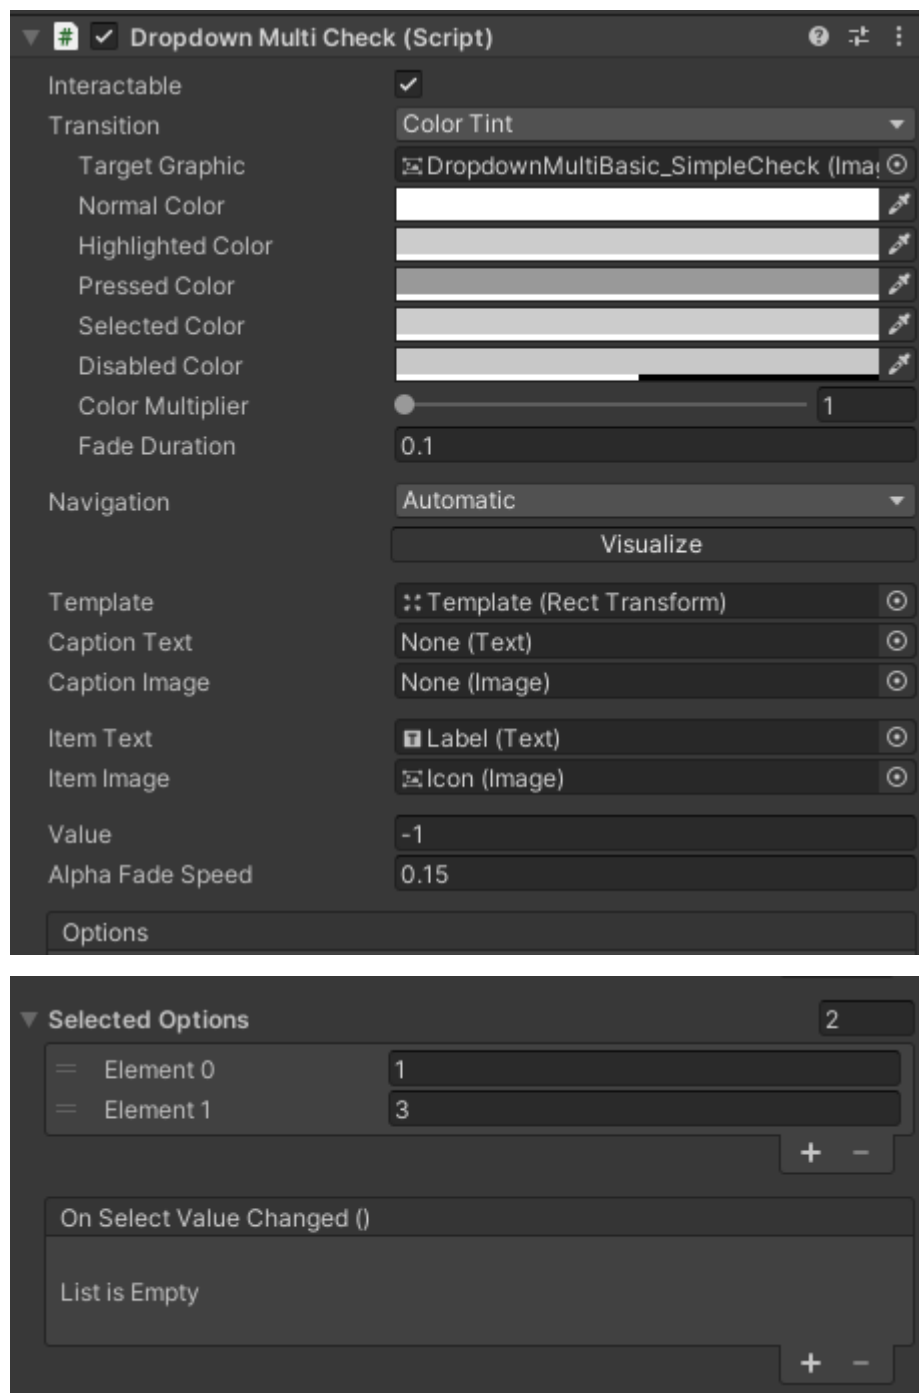 Dropdown Multi Check (Script)
Interactable
Transition Color Tint
Target Graphic DropdownMultiBasic_SimpleCheck (Imag
Normal Color
Highlighted Color
Pressed Color
Selected Color
Disabled Color
Color Multiplier 1
Fade Duration 0.1
Navigation Automatic
Visualize
Template Template (Rect Transform)
Caption Text None (Text)
Caption Image None (Image)
Item Text Label (Text)
Item Image Icon (Image)
Value -1
Alpha Fade Speed 0.15
Options
Selected Options 2
Element 0 1
Element 1 3
On Select Value Changed ()
List is Empty